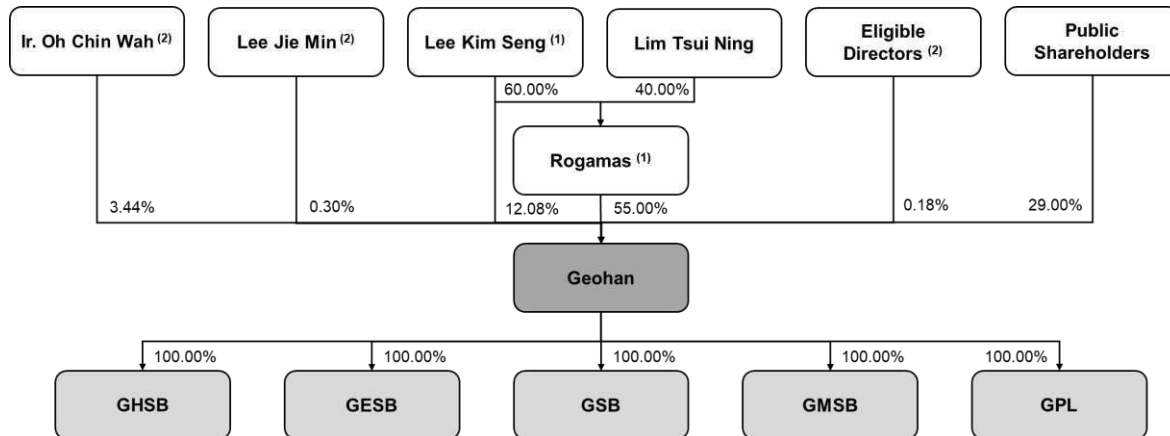 Ir. Oh Chin Wah (2)
Lee Jie Min (2)
Lee Kim Seng (1)
Lim Tsui Ning
Eligible
Directors (2)
Public
Shareholders
60.00%
40.00%
Rogamas (1)
3.44%
0.30%
12.08%
55.00%
0.18%
29.00%
Geohan
100.00%
100.00%
100.00%
100.00%
100.00%
GHSB
GESB
GSB
GMSB
GPL